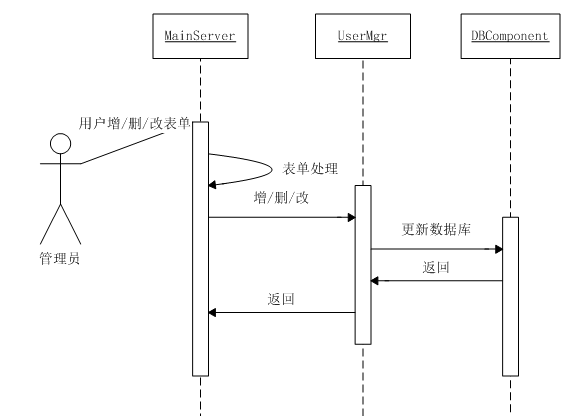 MainServer
UserMgr
DBComponent
用户增/删/改表单
表单处理
增/删/改
更新数据库
管理员
返回
返回